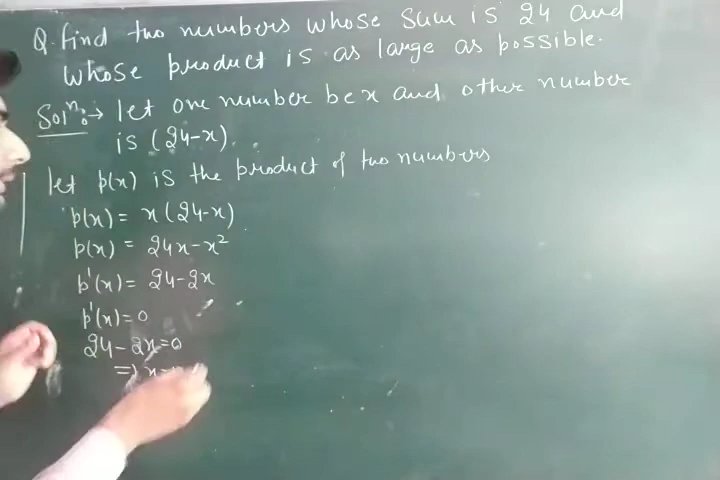 Q. find two numbers whose sum is 24 and
whose product is as large as possible.
Solⁿ:→ let one number be x and other number
is (24-x).
let p(x) is the product of two numbers
p(x) = x(24-x)
p(x) = 24x-x²
p'(x) = 24-2x
p'(x)=0
24-2x=0
⇒ x=